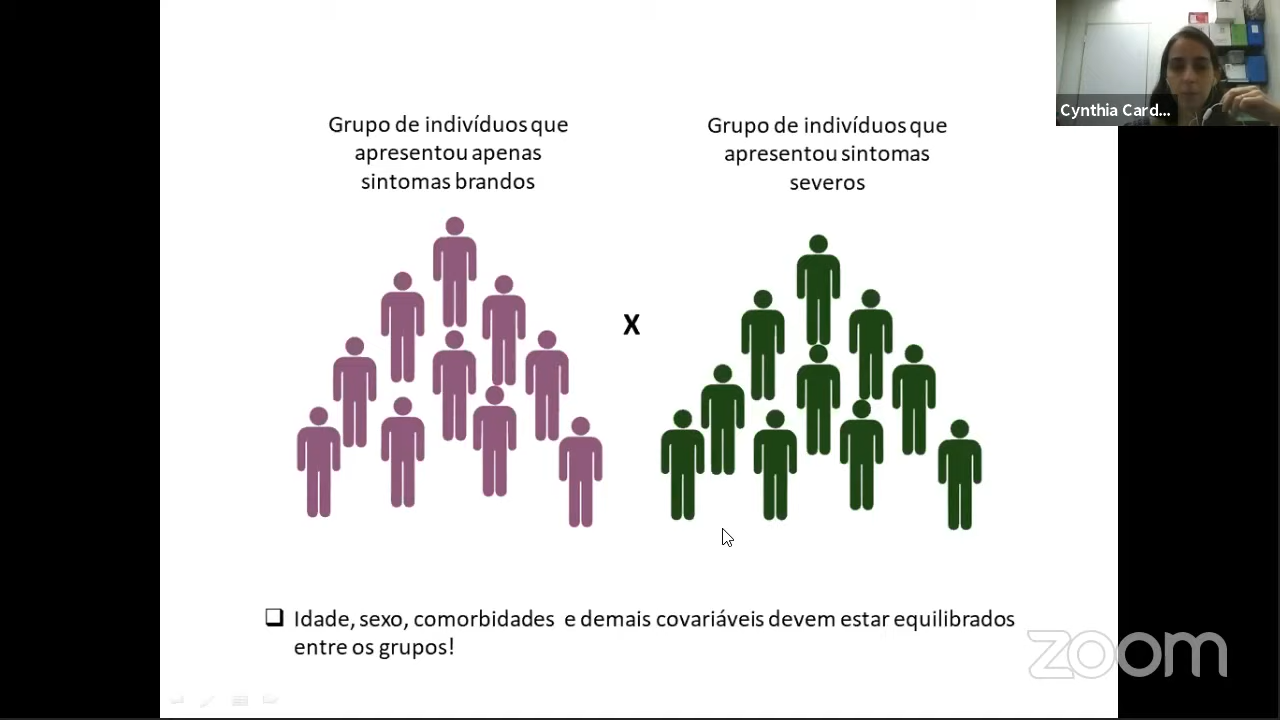 Grupo de indivíduos que
apresentou apenas
sintomas brandos
Grupo de indivíduos que
apresentou sintomas
severos
X
Idade, sexo, comorbidades e demais covariáveis devem estar equilibrados
entre os grupos!
Cynthia Card...
zoom